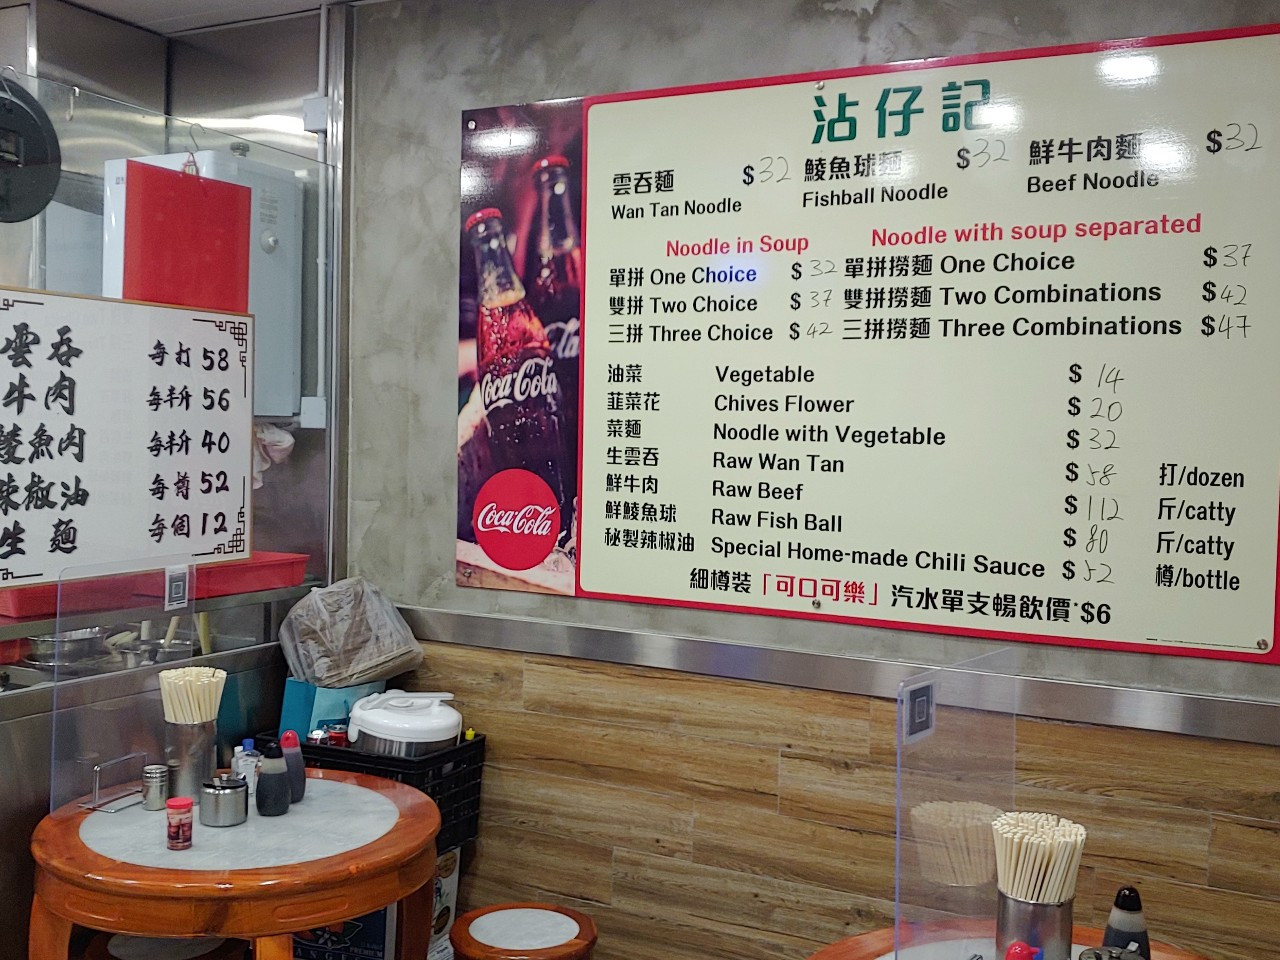 雲吞 每打 58
牛肉 每半斤 56
鯪魚肉 每半斤 40
辣椒油 每樽 52
生麵 每個 12
Coca-Cola
Coca-Cola
沾仔記
雲吞麵 $32 鯪魚球麵 $32 鮮牛肉麵 $32
Wan Tan Noodle Fishball Noodle Beef Noodle
Noodle in Soup Noodle with soup separated
單拼 One Choice $32 單拼撈麵 One Choice $37
雙拼 Two Choice $37 雙拼撈麵 Two Combinations $42
三拼 Three Choice $42 三拼撈麵 Three Combinations $47
油菜 Vegetable $14
韮菜花 Chives Flower $20
菜麵 Noodle with Vegetable $32
生雲吞 Raw Wan Tan $58 打/dozen
鮮牛肉 Raw Beef $112 斤/catty
鮮鯪魚球 Raw Fish Ball $80 斤/catty
秘製辣椒油 Special Home-made Chili Sauce $52 樽/bottle
細樽裝「可口可樂」汽水單支暢飲價*$6